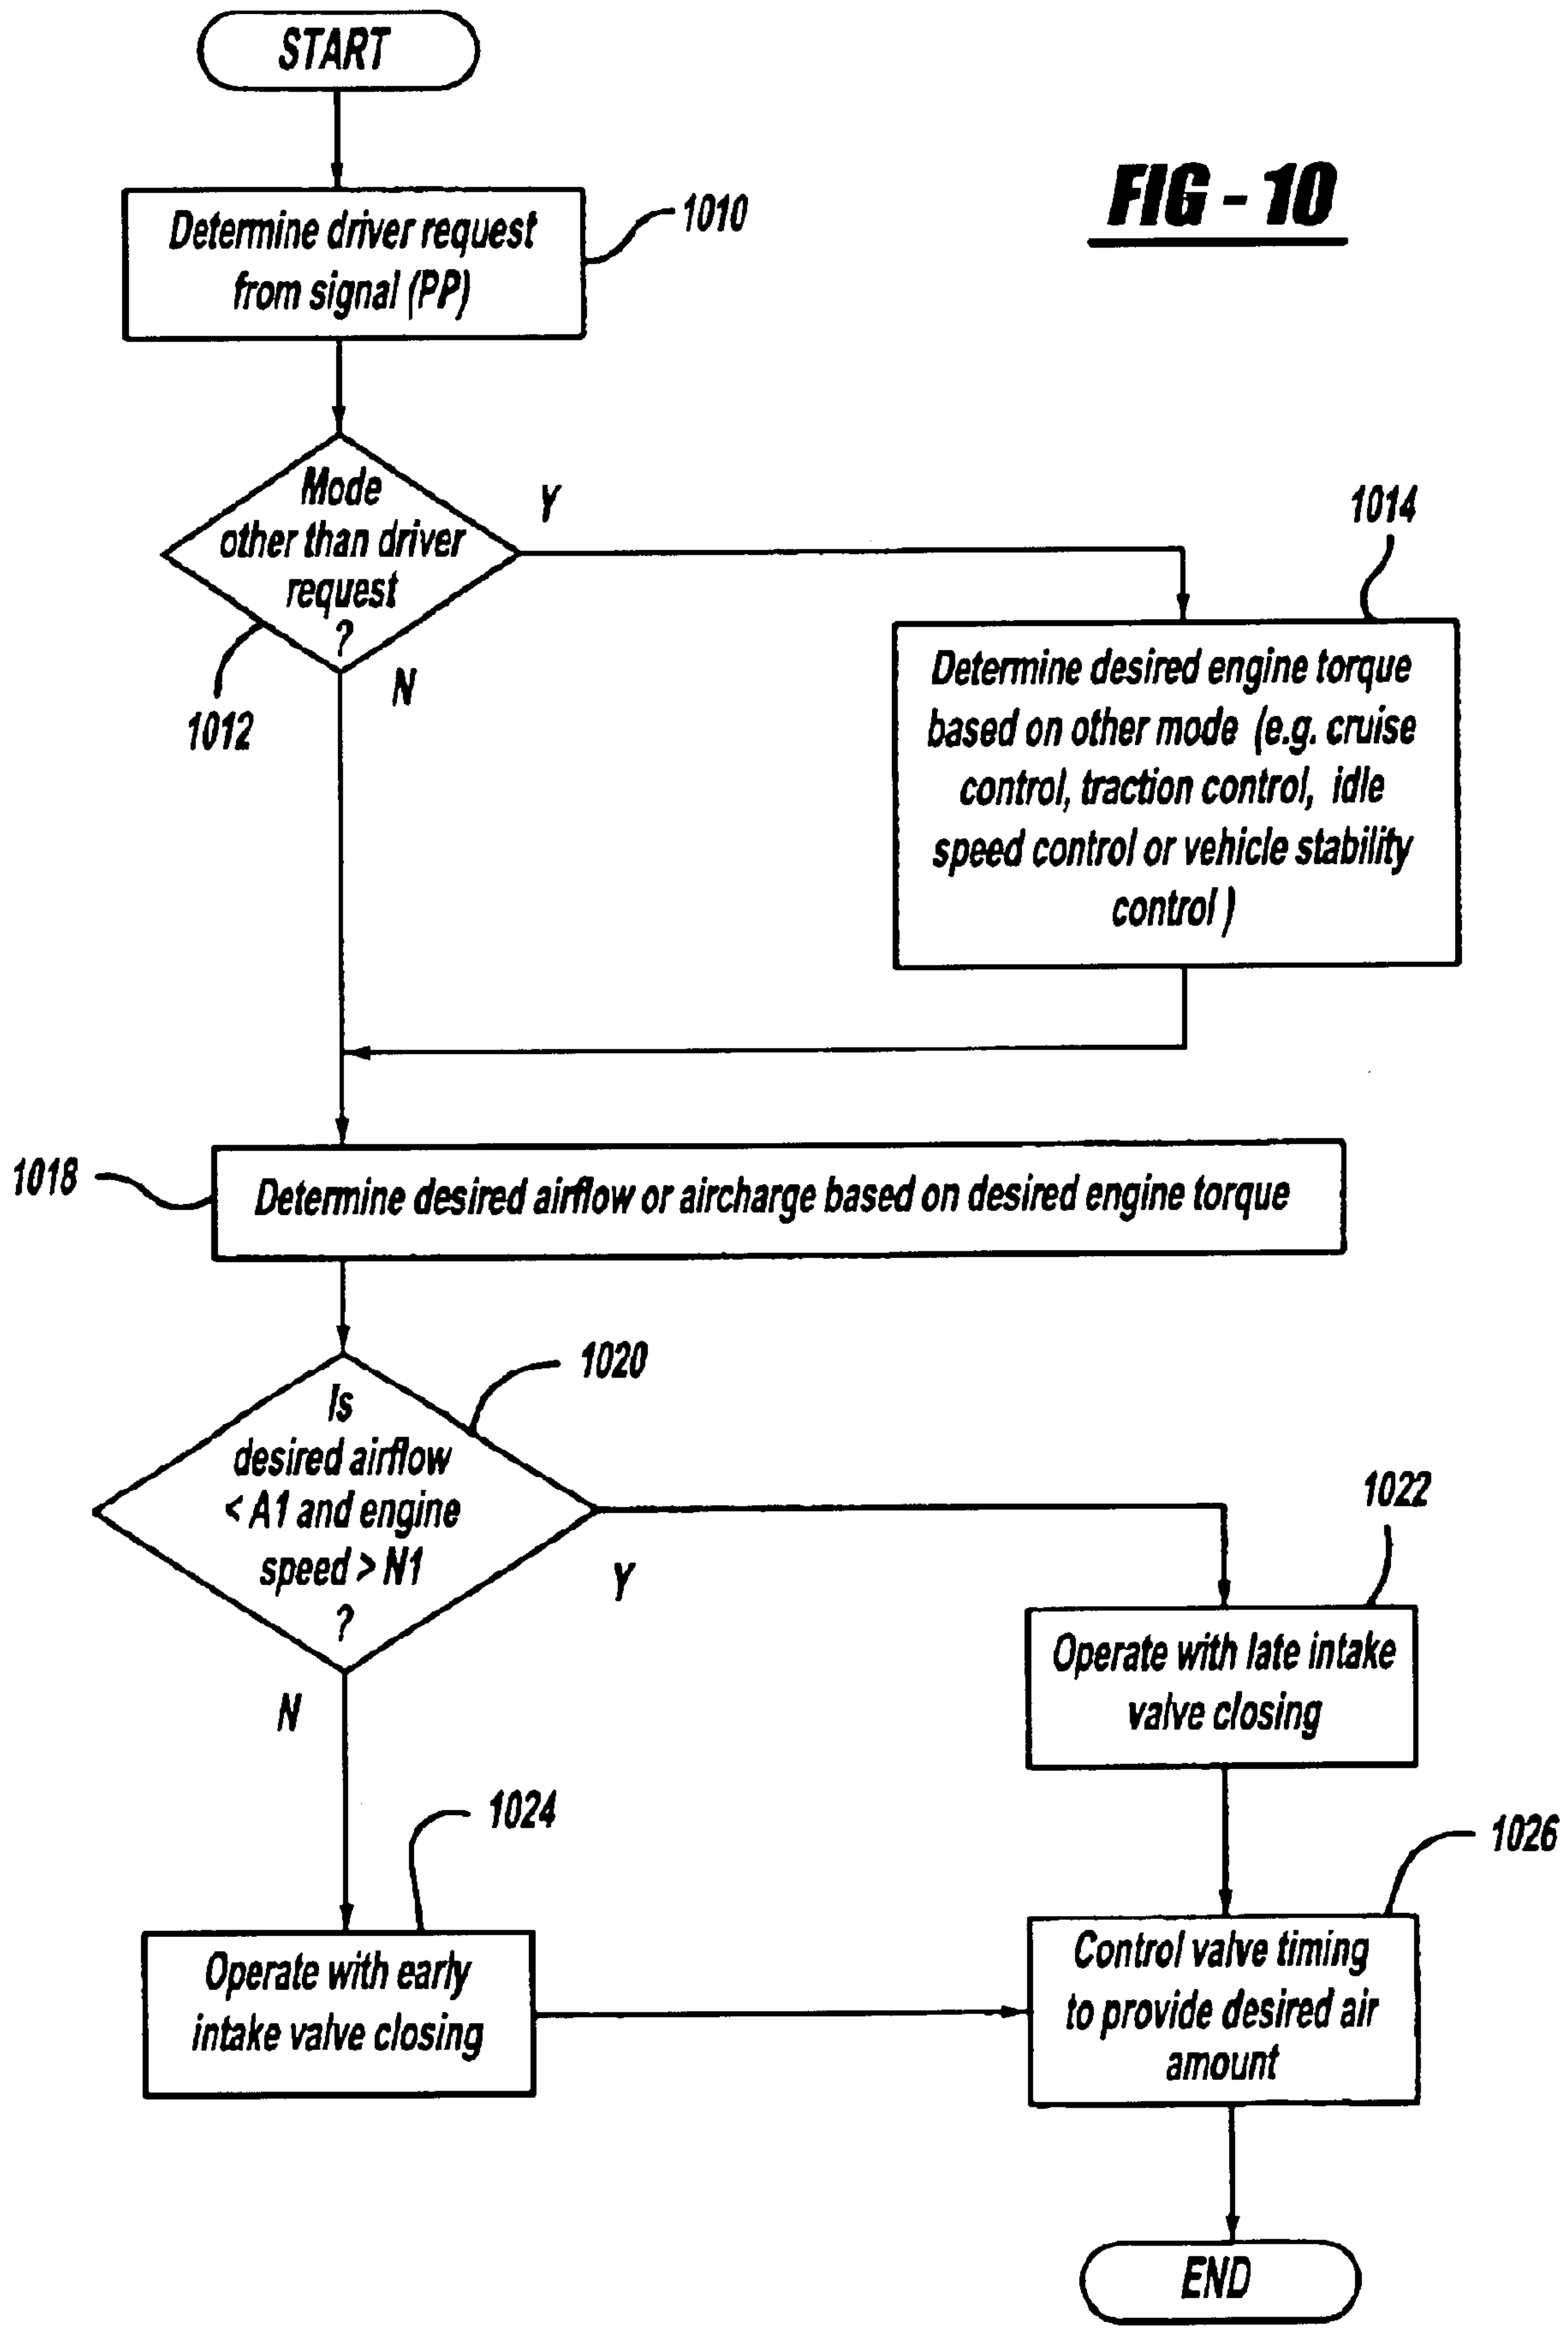 START
FIG - 10
Determine driver request
from signal (PP)
1010
Mode
other than driver
request
?
Y
N
1012
1014
Determine desired engine torque
based on other mode (e.g. cruise
control, traction control, idle
speed control or vehicle stability
control )
1018
Determine desired airflow or aircharge based on desired engine torque
1020
Is
desired airflow
< A1 and engine
speed > N1
?
Y
N
1022
Operate with late intake
valve closing
1024
Operate with early
intake valve closing
1026
Control valve timing
to provide desired air
amount
END